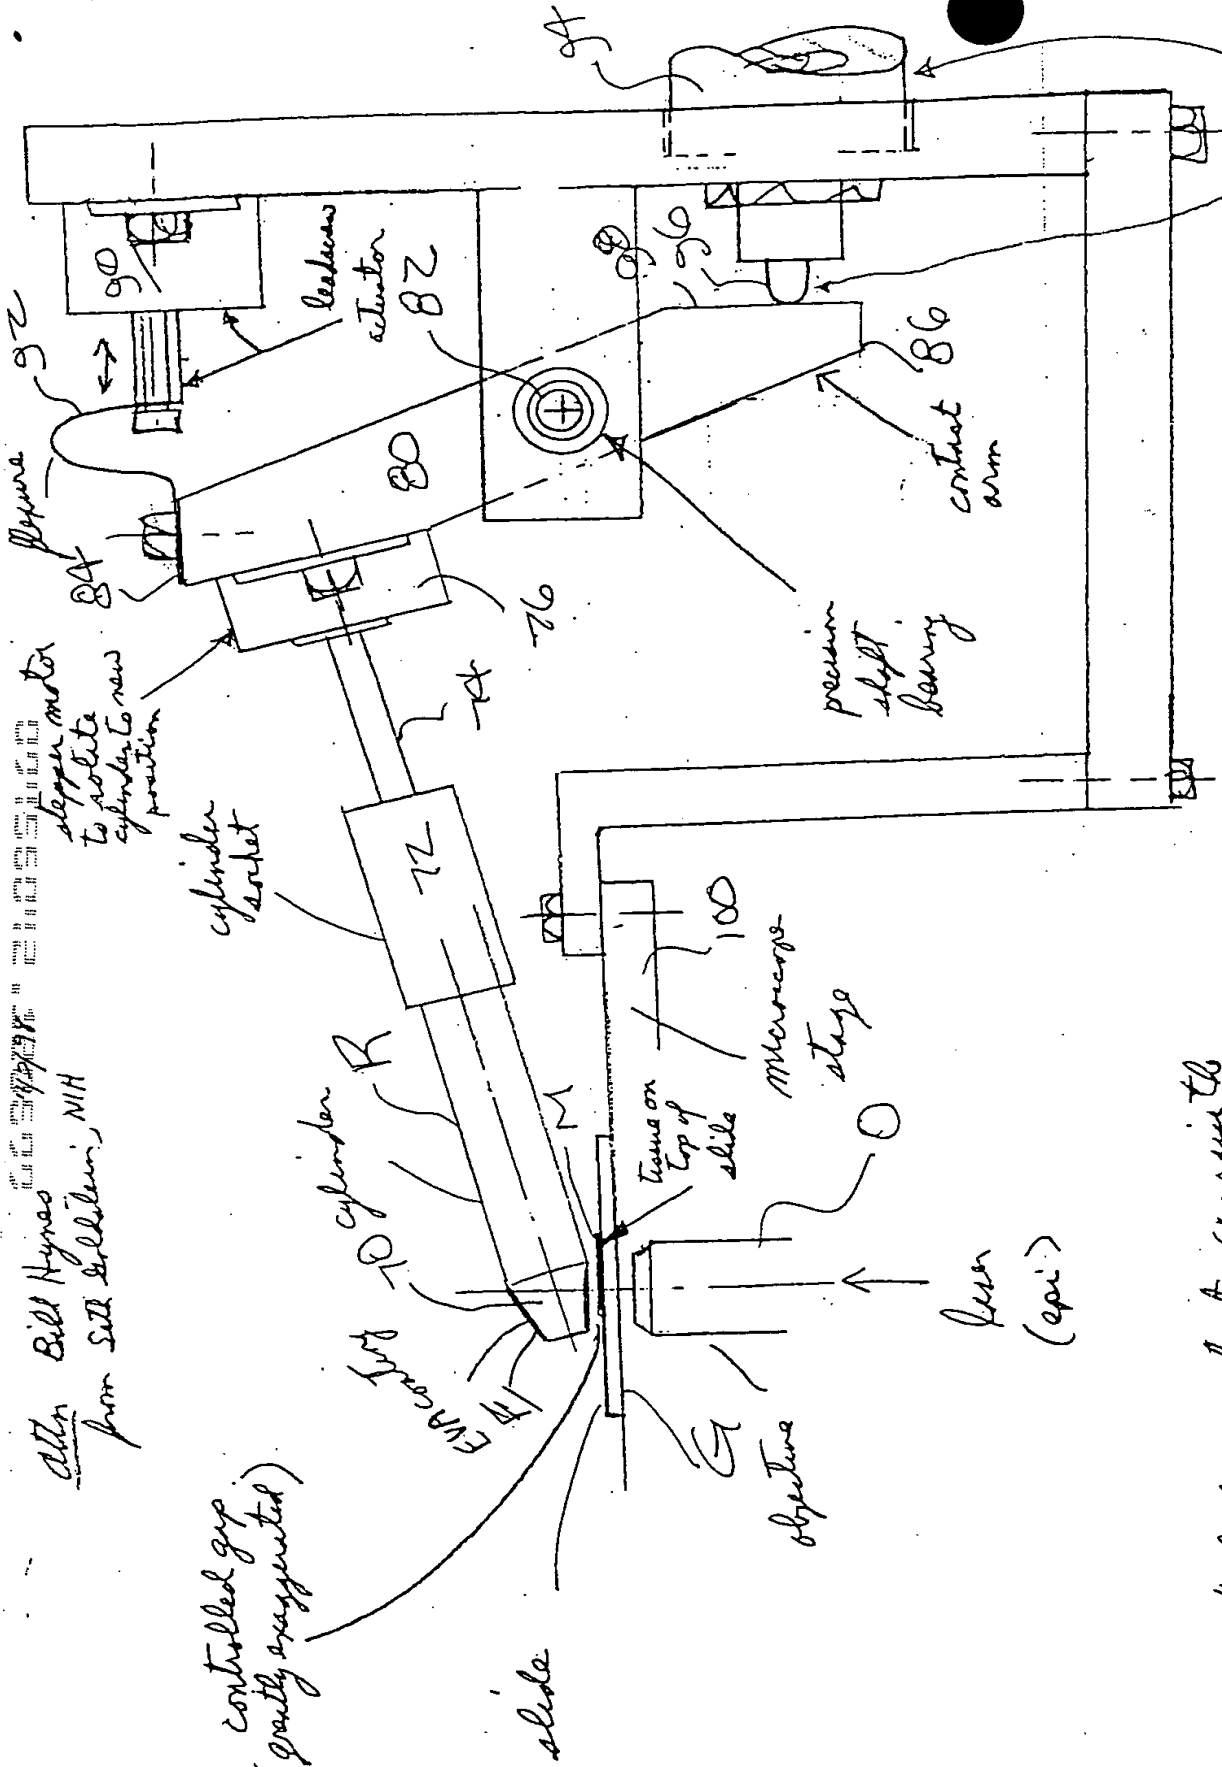 attn Bill Hynes
from Seth Goldstein, NIH
stepper motor
to rotate
cylinder to new
position
84
flexure
92
90
leadscrew
actuator
82
94
88
96
80
86
contact
arm
precision
shaft
bearing
76
74
cylinder
socket
72
R
cylinder
70
EVA
controlled gap
(greatly exaggerated)
M
tissue on
top of
slide
100
microscope
stage
O
laser
(epi)
G
objective
slide